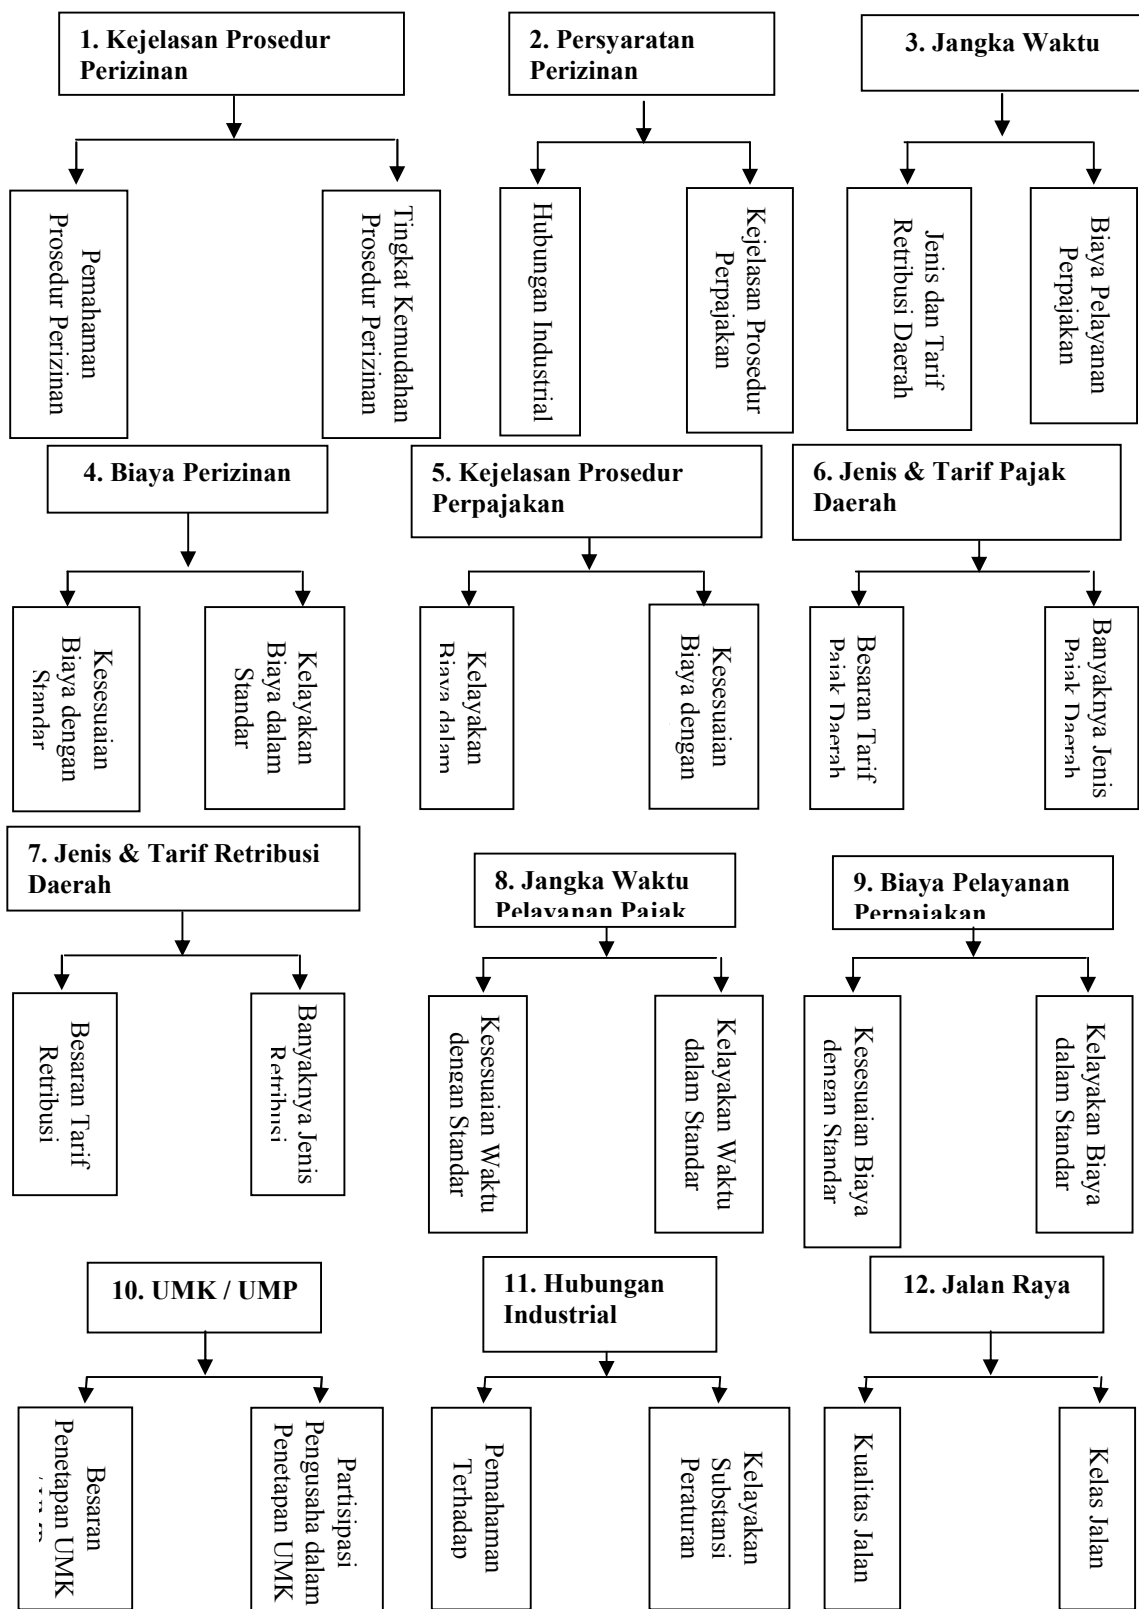 1. Kejelasan Prosedur
Perizinan
2. Persyaratan
Perizinan
3. Jangka Waktu
Pemahaman
Prosedur Perizinan
Tingkat Kemudahan
Prosedur Perizinan
Hubungan Industrial
Kejelasan Prosedur
Perpajakan
Jenis dan Tarif
Retribusi Daerah
Biaya Pelayanan
Perpajakan
4. Biaya Perizinan
5. Kejelasan Prosedur
Perpajakan
6. Jenis & Tarif Pajak
Daerah
Kesesuaian
Biaya dengan
Standar
Kelayakan
Biaya dalam
Standar
Kelayakan
Biaya dalam
Kesesuaian
Biaya dengan
Besaran Tarif
Pajak Daerah
Banyaknya Jenis
Pajak Daerah
7. Jenis & Tarif Retribusi
Daerah
8. Jangka Waktu
Pelayanan Pajak
9. Biaya Pelayanan
Perpajakan
Besaran Tarif
Retribusi
Banyaknya Jenis
Retribusi
Kesesuaian Waktu
dengan Standar
Kelayakan Waktu
dalam Standar
Kesesuaian Biaya
dengan Standar
Kelayakan Biaya
dalam Standar
10. UMK / UMP
11. Hubungan
Industrial
12. Jalan Raya
Besaran
Penetapan UMK
Partisipasi
Pengusaha dalam
Penetapan UMK
Pemahaman
Terhadap
Kelayakan
Substansi
Peraturan
Kualitas Jalan
Kelas Jalan